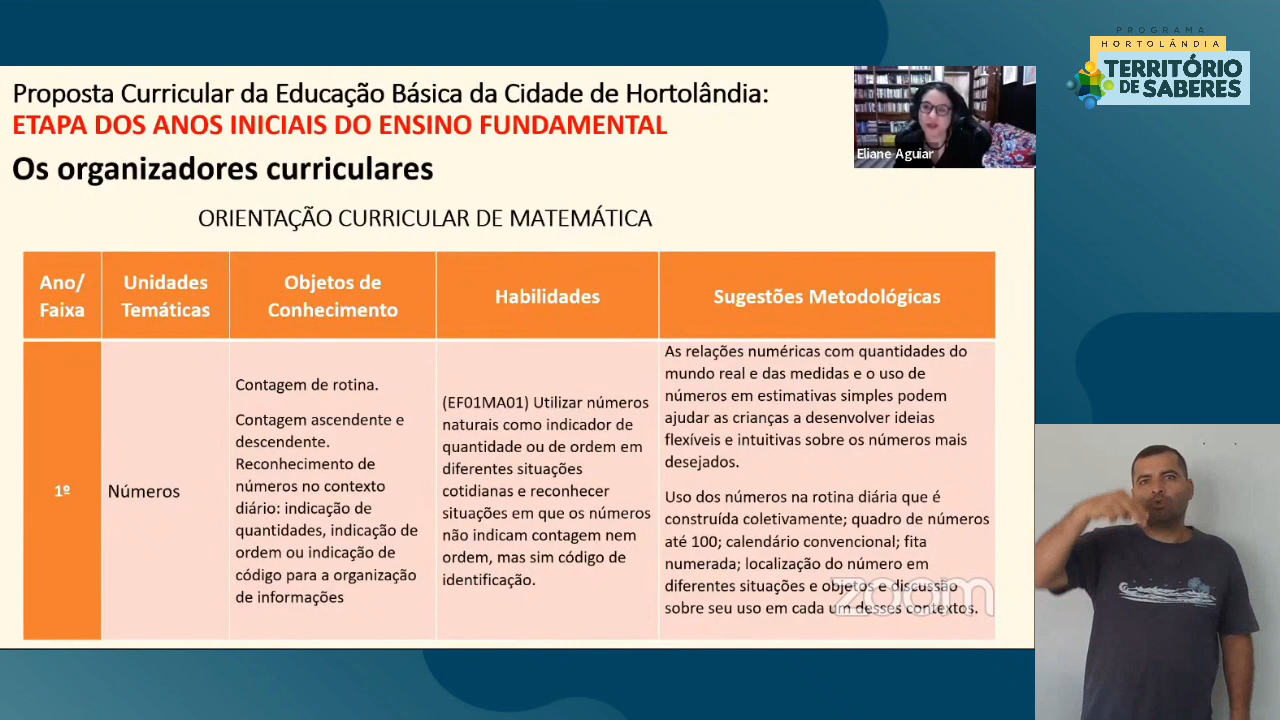 PROGRAMA
HORTOLÂNDIA
TERRITÓRIO
DE SABERES
Proposta Curricular da Educação Básica da Cidade de Hortolândia:
ETAPA DOS ANOS INICIAIS DO ENSINO FUNDAMENTAL
Eliane Aguiar
Os organizadores curriculares
ORIENTAÇÃO CURRICULAR DE MATEMÁTICA
Ano/
Faixa
Unidades
Temáticas
Objetos de
Conhecimento
Habilidades
Sugestões Metodológicas
1º
Números
Contagem de rotina.
Contagem ascendente e
descendente.
Reconhecimento de
números no contexto
diário: indicação de
quantidades, indicação de
ordem ou indicação de
código para a organização
de informações
(EF01MA01) Utilizar números
naturais como indicador de
quantidade ou de ordem em
diferentes situações
cotidianas e reconhecer
situações em que os números
não indicam contagem nem
ordem, mas sim código de
identificação.
As relações numéricas com quantidades do
mundo real e das medidas e o uso de
números em estimativas simples podem
ajudar as crianças a desenvolver ideias
flexíveis e intuitivas sobre os números mais
desejados.
Uso dos números na rotina diária que é
construída coletivamente; quadro de números
até 100; calendário convencional; fita
numerada; localização do número em
diferentes situações e objetos e discussão
sobre seu uso em cada um desses contextos.
zoom